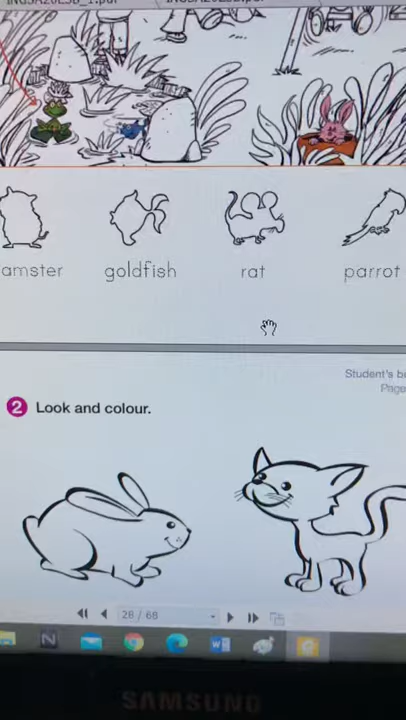 amster goldfish rat parrot
Student's b
Page
2 Look and colour.
28 / 68
SAMSUNG